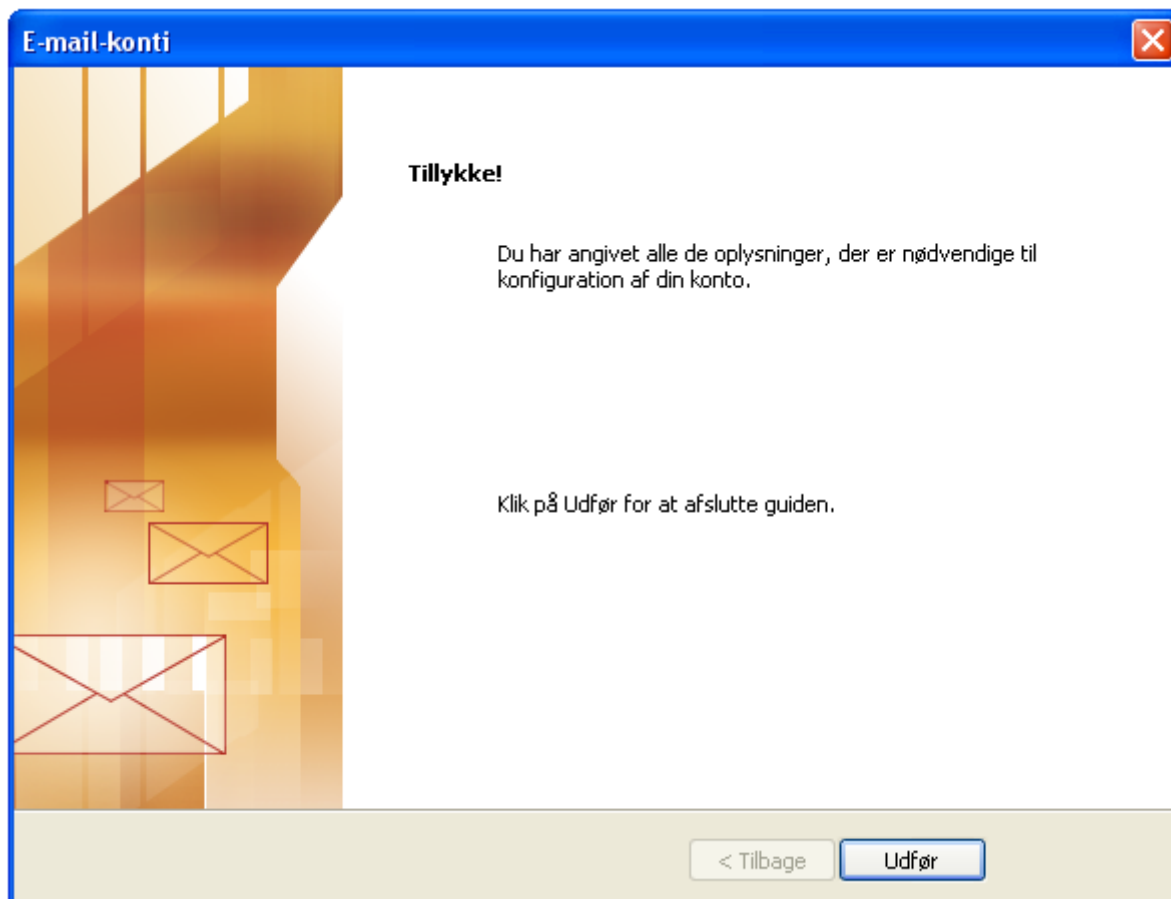 E-mail-konti
Tillykke!
Du har angivet alle de oplysninger, der er nødvendige til
konfiguration af din konto.
Klik på Udfør for at afslutte guiden.
< Tilbage
Udfør